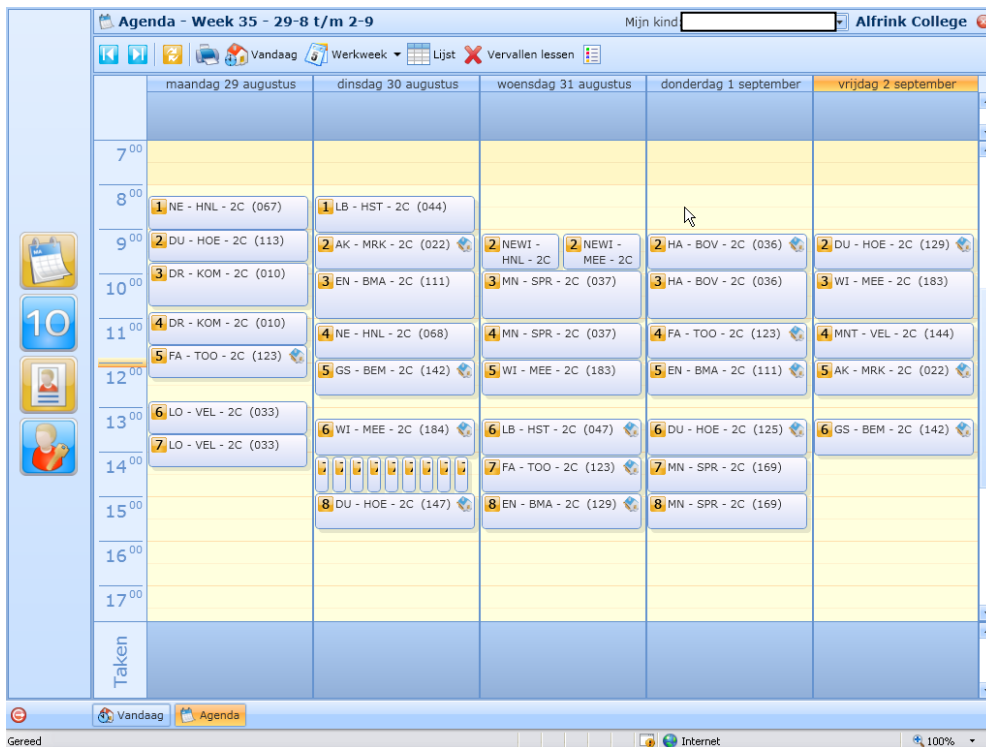 Agenda - Week 35 - 29-8 t/m 2-9 Mijn kind: Alfrink College
Vandaag Werkweek Lijst Vervallen lessen
maandag 29 augustus dinsdag 30 augustus woensdag 31 augustus donderdag 1 september vrijdag 2 september
7 00
8 00
1 NE - HNL - 2C (067) 1 LB - HST - 2C (044)
9 00
2 DU - HOE - 2C (113) 2 AK - MRK - 2C (022) 2 NEWI - HNL - 2C 2 NEWI - MEE - 2C 2 HA - BOV - 2C (036) 2 DU - HOE - 2C (129)
10 00
3 DR - KOM - 2C (010) 3 EN - BMA - 2C (111) 3 MN - SPR - 2C (037) 3 HA - BOV - 2C (036) 3 WI - MEE - 2C (183)
11 00
4 DR - KOM - 2C (010) 4 NE - HNL - 2C (068) 4 MN - SPR - 2C (037) 4 FA - TOO - 2C (123) 4 MNT - VEL - 2C (144)
5 FA - TOO - 2C (123) 5 GS - BEM - 2C (142) 5 WI - MEE - 2C (183) 5 EN - BMA - 2C (111) 5 AK - MRK - 2C (022)
12 00
13 00
6 LO - VEL - 2C (033) 6 WI - MEE - 2C (184) 6 LB - HST - 2C (047) 6 DU - HOE - 2C (125) 6 GS - BEM - 2C (142)
7 LO - VEL - 2C (033) 7 FA - TOO - 2C (123) 7 MN - SPR - 2C (169)
14 00
8 DU - HOE - 2C (147) 8 EN - BMA - 2C (129) 8 MN - SPR - 2C (169)
15 00
16 00
17 00
10
Taken
Vandaag Agenda
Gereed Internet 100%